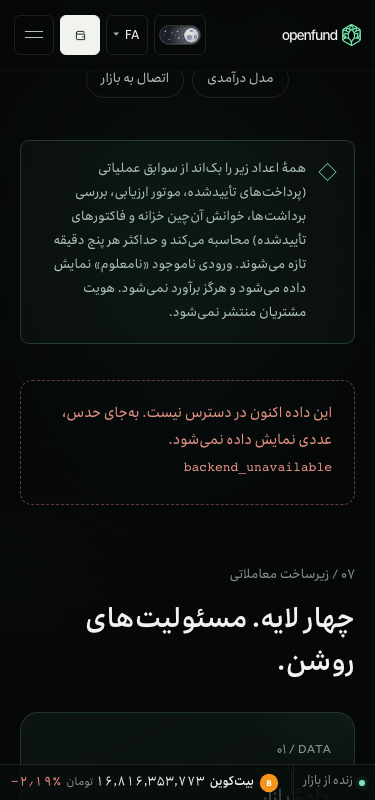 openfund
FA
مدل درآمدی
اتصال به بازار
همهٔ اعداد زیر را بک‌اند از سوابق عملیاتی
(پرداخت‌های تأییدشده، موتور ارزیابی، بررسی
برداشت‌ها، خوانش آن‌چین خزانه و فاکتورهای
تأییدشده) محاسبه می‌کند و حداکثر هر پنج دقیقه
تازه می‌شوند. ورودی ناموجود «نامعلوم» نمایش
داده می‌شود و هرگز برآورد نمی‌شود. هویت
مشتریان منتشر نمی‌شود.
این داده اکنون در دسترس نیست. به‌جای حدس،
عددی نمایش داده نمی‌شود.
backend_unavailable
۰۷ / زیرساخت معاملاتی
چهار لایه. مسئولیت‌های
روشن.
۰۱ / DATA
زنده از بازار
بیت‌کوین ۱۶,۸۱۶,۳۵۳,۷۷۳ تومان −۲٫۱۹٪